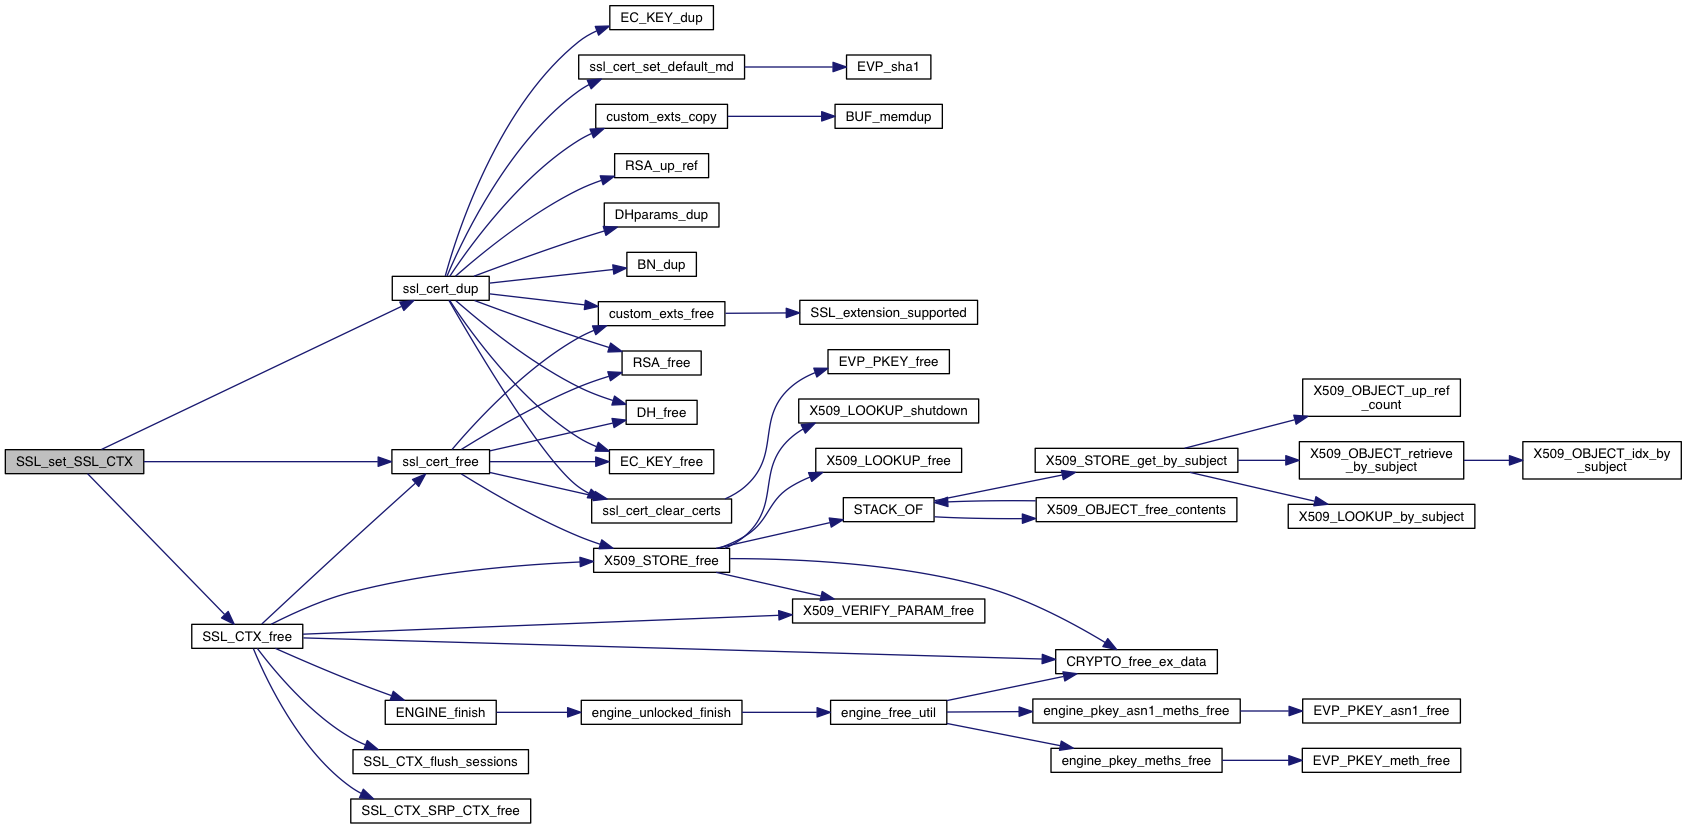 EC_KEY_dup
ssl_cert_set_default_md
EVP_sha1
custom_exts_copy
BUF_memdup
RSA_up_ref
DHparams_dup
BN_dup
ssl_cert_dup
custom_exts_free
SSL_extension_supported
RSA_free
EVP_PKEY_free
DH_free
X509_LOOKUP_shutdown
X509_OBJECT_up_ref
_count
SSL_set_SSL_CTX
ssl_cert_free
EC_KEY_free
X509_LOOKUP_free
X509_STORE_get_by_subject
X509_OBJECT_retrieve
_by_subject
X509_OBJECT_idx_by
_subject
ssl_cert_clear_certs
STACK_OF
X509_OBJECT_free_contents
X509_LOOKUP_by_subject
X509_STORE_free
X509_VERIFY_PARAM_free
SSL_CTX_free
CRYPTO_free_ex_data
ENGINE_finish
engine_unlocked_finish
engine_free_util
engine_pkey_asn1_meths_free
EVP_PKEY_asn1_free
SSL_CTX_flush_sessions
engine_pkey_meths_free
EVP_PKEY_meth_free
SSL_CTX_SRP_CTX_free